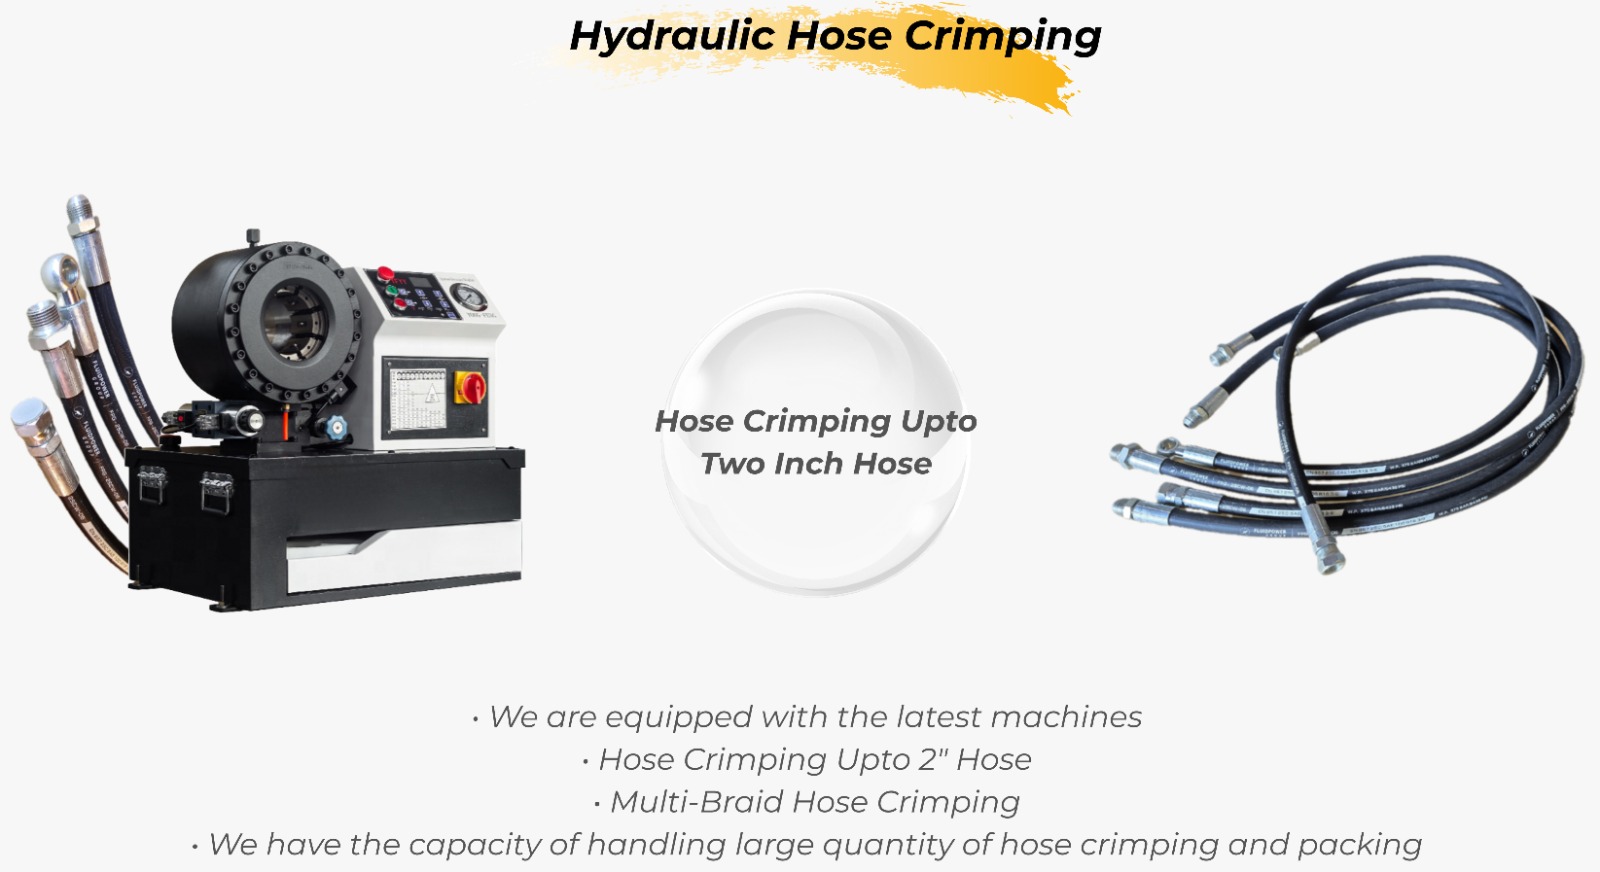 Hydraulic Hose Crimping
Hose Crimping Upto
Two Inch Hose
FLUIDPOWER
FLUIDPOWER
• We are equipped with the latest machines
• Hose Crimping Upto 2" Hose
• Multi-Braid Hose Crimping
• We have the capacity of handling large quantity of hose crimping and packing